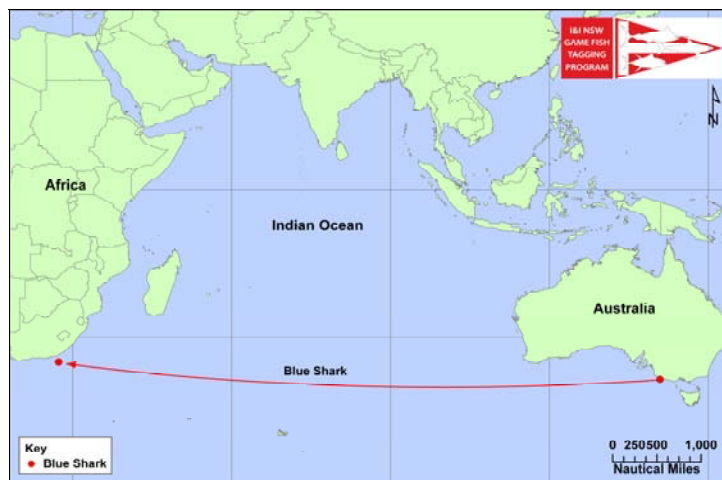 I&I NSW
GAME FISH
TAGGING
PROGRAM
N
Africa
Indian Ocean
Australia
Blue Shark
Key
Blue Shark
0 250500 1,000
Nautical Miles